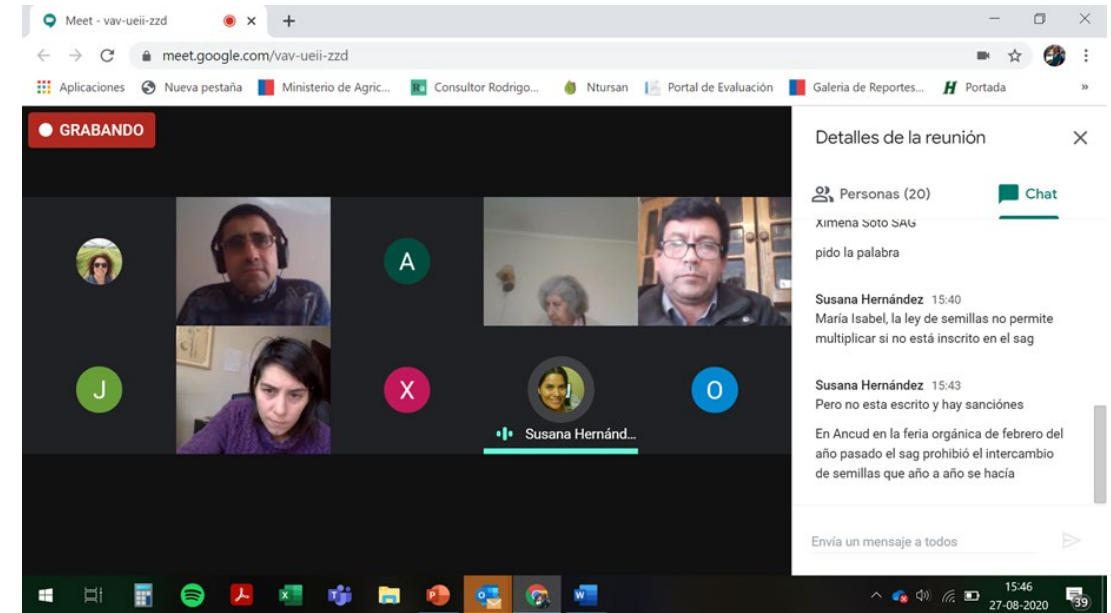 Meet - vav-ueii-zzd
meet.google.com/vav-ueii-zzd
Aplicaciones
Nueva pestaña
Ministerio de Agric...
Consultor Rodrigo...
Ntursan
Portal de Evaluación
Galeria de Reportes...
Portada
»
GRABANDO
A
J
X
Susana Hernánd...
O
Detalles de la reunión
Personas (20)
Chat
Ximena Soto SAG
pido la palabra
Susana Hernández 15:40
María Isabel, la ley de semillas no permite
multiplicar si no está inscrito en el sag
Susana Hernández 15:43
Pero no esta escrito y hay sanciónes
En Ancud en la feria orgánica de febrero del
año pasado el sag prohibió el intercambio
de semillas que año a año se hacía
Envía un mensaje a todos
15:46
27-08-2020
39